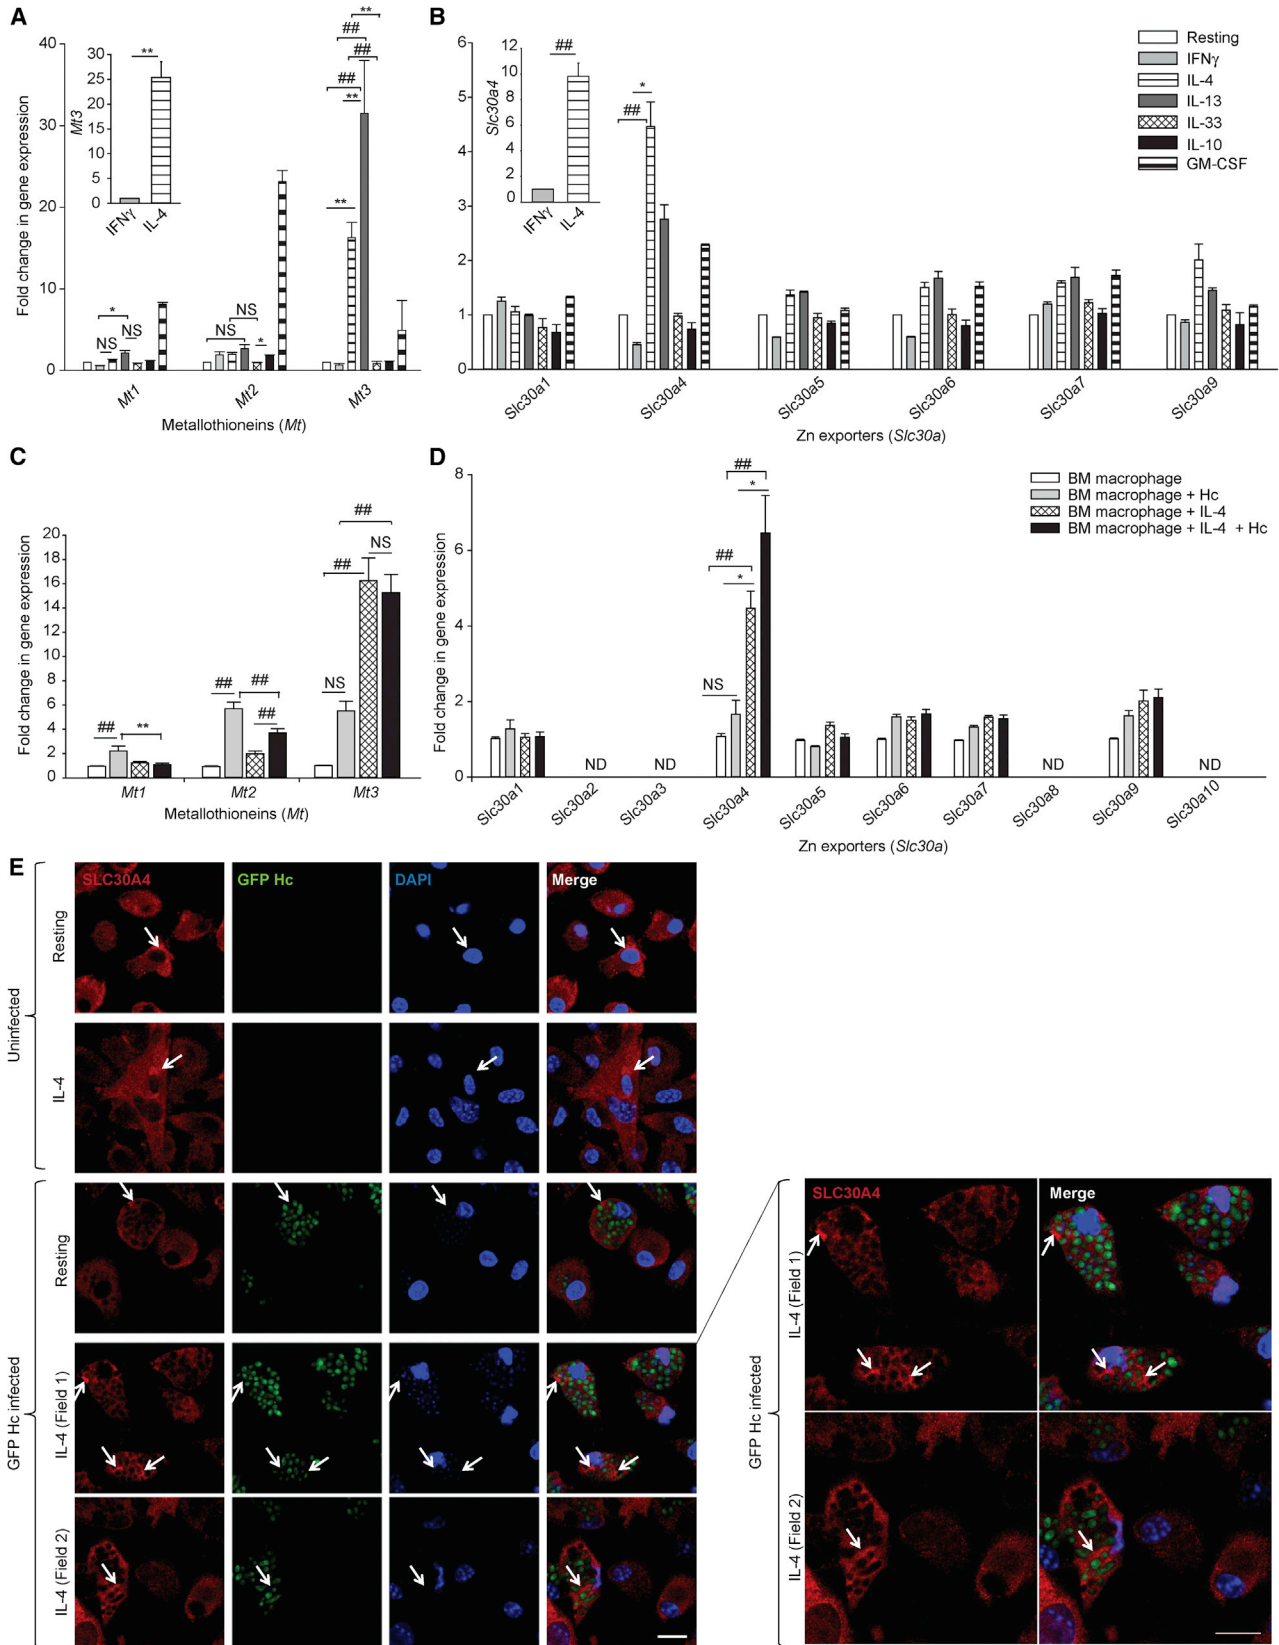 A
Fold change in gene expression
40
30
20
10
0
Mt3
30
25
20
15
10
5
0
**
IFNγ
IL-4
*
NS
NS
NS
NS
*
**
##
**
##
##
**
Mt1
Mt2
Mt3
Metallothioneins (Mt)
B
6
5
4
3
2
1
0
Slc30a4
12
10
8
6
4
2
0
##
IFNγ
IL-4
*
##
Resting
IFNγ
IL-4
IL-13
IL-33
IL-10
GM-CSF
Slc30a1
Slc30a4
Slc30a5
Slc30a6
Slc30a7
Slc30a9
Zn exporters (Slc30a)
C
Fold change in gene expression
20
18
16
14
12
10
8
6
4
2
0
##
**
##
##
##
NS
##
##
NS
Mt1
Mt2
Mt3
Metallothioneins (Mt)
D
Fold change in gene expression
8
6
4
2
0
##
*
##
*
NS
ND
ND
ND
ND
BM macrophage
BM macrophage + Hc
BM macrophage + IL-4
BM macrophage + IL-4 + Hc
Slc30a1
Slc30a2
Slc30a3
Slc30a4
Slc30a5
Slc30a6
Slc30a7
Slc30a8
Slc30a9
Slc30a10
Zn exporters (Slc30a)
E
SLC30A4
GFP Hc
DAPI
Merge
Uninfected
Resting
IL-4
GFP Hc infected
Resting
IL-4 (Field 1)
IL-4 (Field 2)
SLC30A4
Merge
GFP Hc infected
IL-4 (Field 1)
IL-4 (Field 2)